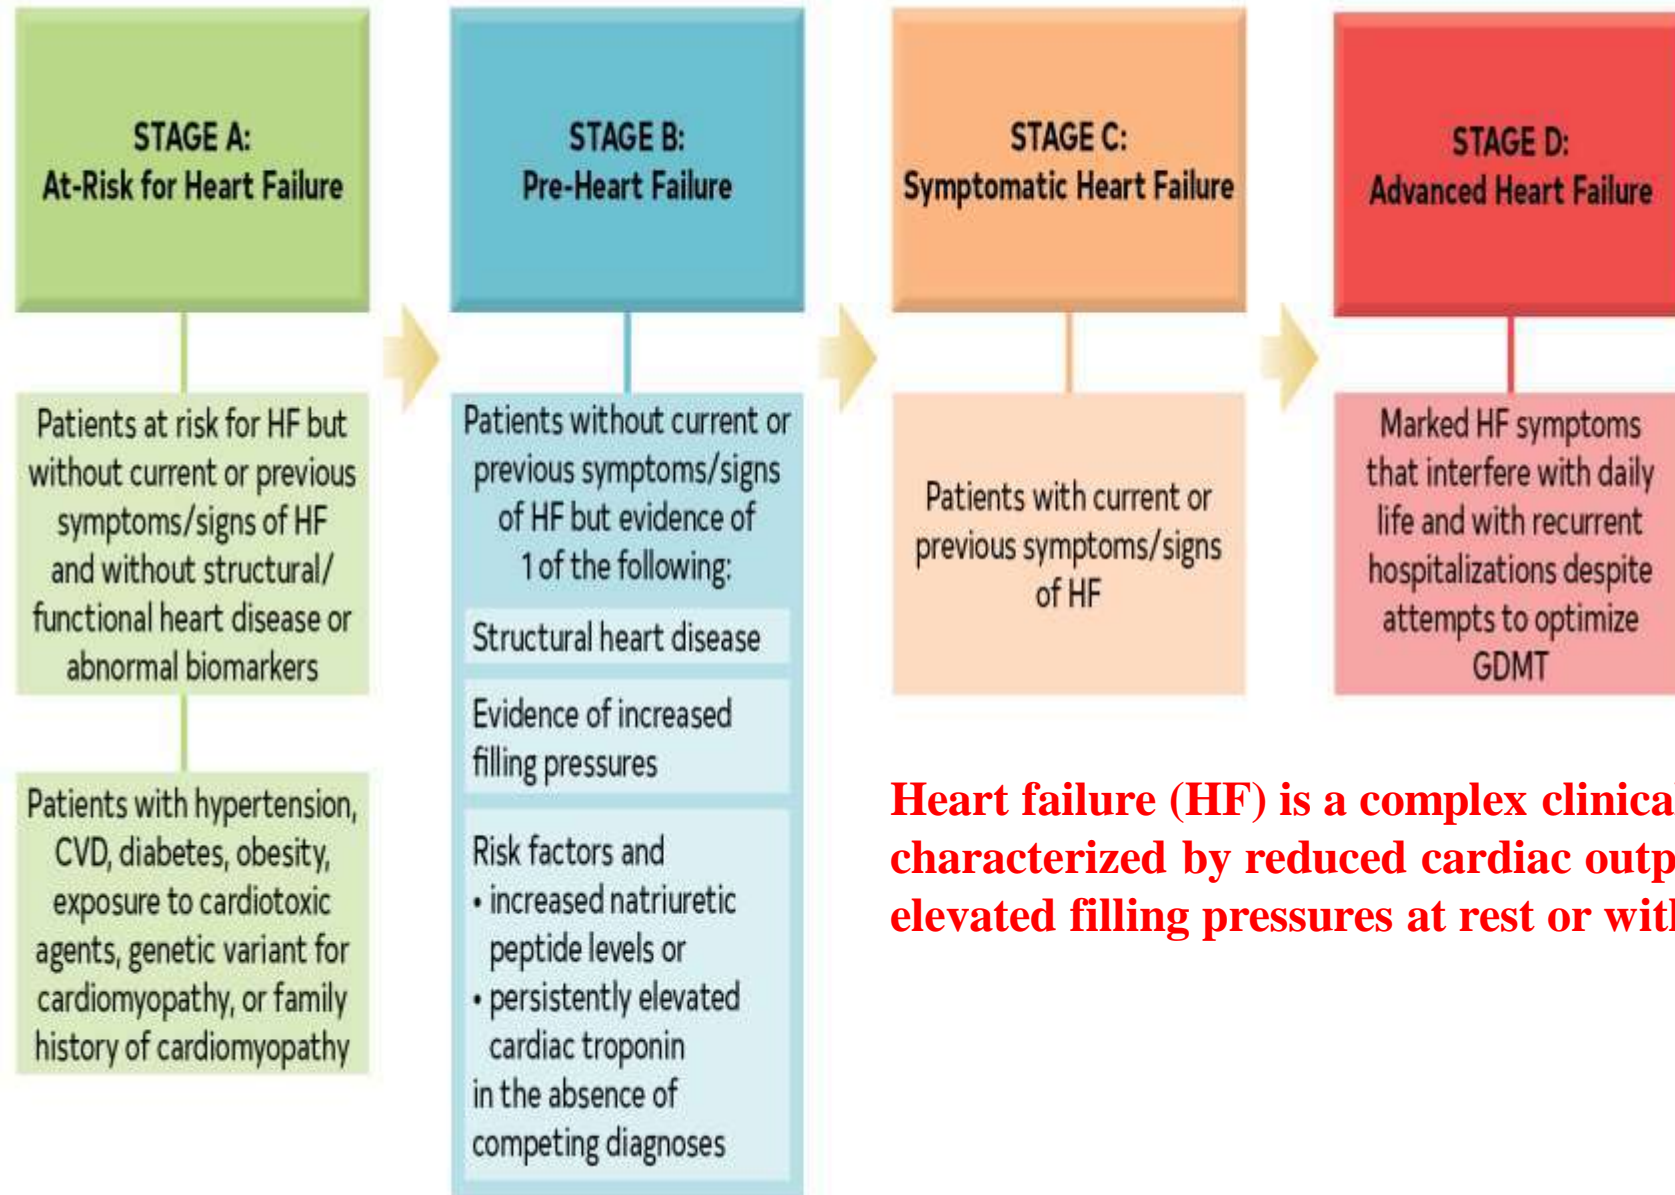 STAGE A:
At-Risk for Heart Failure
Patients at risk for HF but
without current or previous
symptoms/signs of HF
and without structural/
functional heart disease or
abnormal biomarkers
Patients with hypertension,
CVD, diabetes, obesity,
exposure to cardiotoxic
agents, genetic variant for
cardiomyopathy, or family
history of cardiomyopathy
STAGE B:
Pre-Heart Failure
Patients without current or
previous symptoms/signs
of HF but evidence of
1 of the following:
Structural heart disease
Evidence of increased
filling pressures
Risk factors and
• increased natriuretic
peptide levels or
• persistently elevated
cardiac troponin
in the absence of
competing diagnoses
STAGE C:
Symptomatic Heart Failure
Patients with current or
previous symptoms/signs
of HF
STAGE D:
Advanced Heart Failure
Marked HF symptoms
that interfere with daily
life and with recurrent
hospitalizations despite
attempts to optimize
GDMT
Heart failure (HF) is a complex
characterized by reduced cardiac
elevated filling pressures at rest or